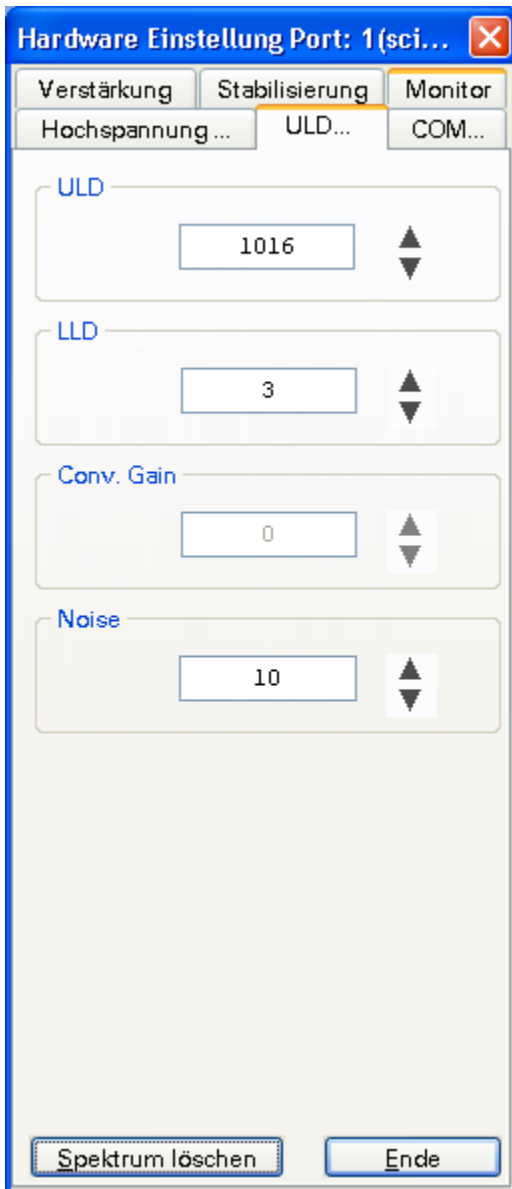 Hardware Einstellung Port: 1(sci...
Verstärkung Stabilisierung Monitor
Hochspannung ... ULD... COM...
ULD
1016
LLD
3
Conv. Gain
0
Noise
10
Spektrum löschen Ende